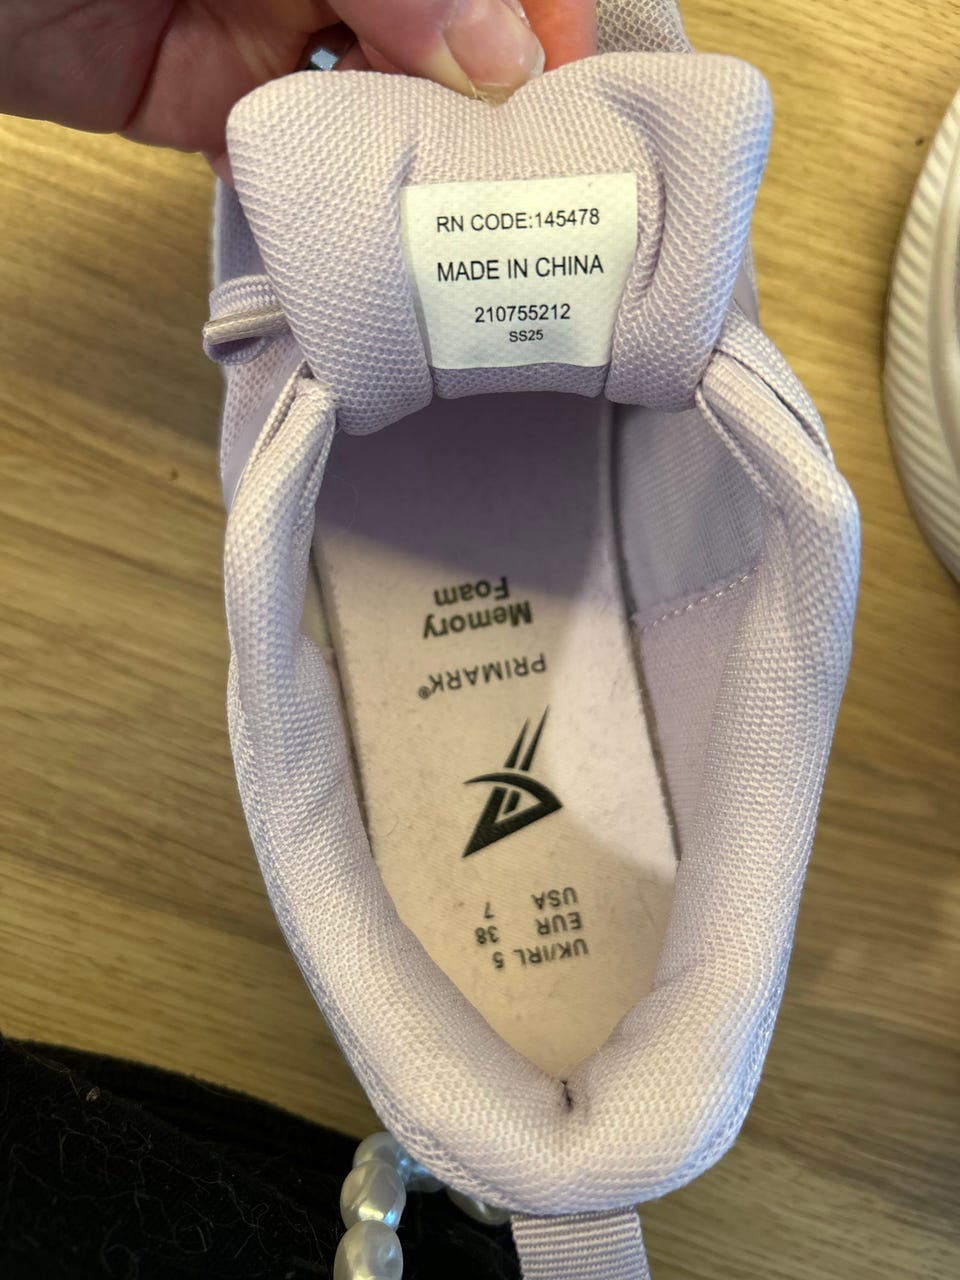 RN CODE:145478
MADE IN CHINA
210755212
SS25
UK/IRL 5
EUR 38
USA 7
PRIMARK®
Memory
Foam